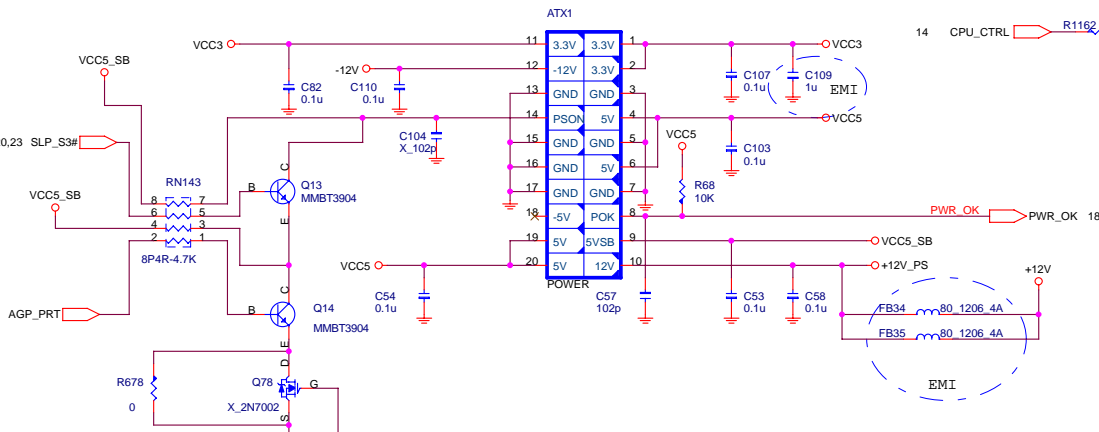 ATX1
14 CPU_CTRL R1162
VCC3 11 3.3V 3.3V 1 VCC3
VCC5_SB
-12V 12 -12V 3.3V 2
C82 0.1u
C110 0.1u
C107 0.1u
C109 1u
EMI
13 GND GND 3
14 PSON 5V 4 VCC5
C104 X_102p
0,23 SLP_S3#
15 GND GND 5
VCC5
C103 0.1u
16 GND 5V 6
RN143
C
Q13
B
MMBT3904
E
17 GND GND 7
R68 10K
VCC5_SB
8 7
6 5
4 3
2 1
8P4R-4.7K
18 -5V POK 8 PWR_OK PWR_OK 18
19 5V 5VSB 9 VCC5_SB
VCC5 20 5V 12V 10 +12V_PS
POWER
+12V
C54 0.1u
C57 102p
C53 0.1u
C58 0.1u
AGP_PRT
C
Q14
B
MMBT3904
E
FB34 80_1206_4A
FB35 80_1206_4A
EMI
R678 0
D
Q78
G
X_2N7002
S